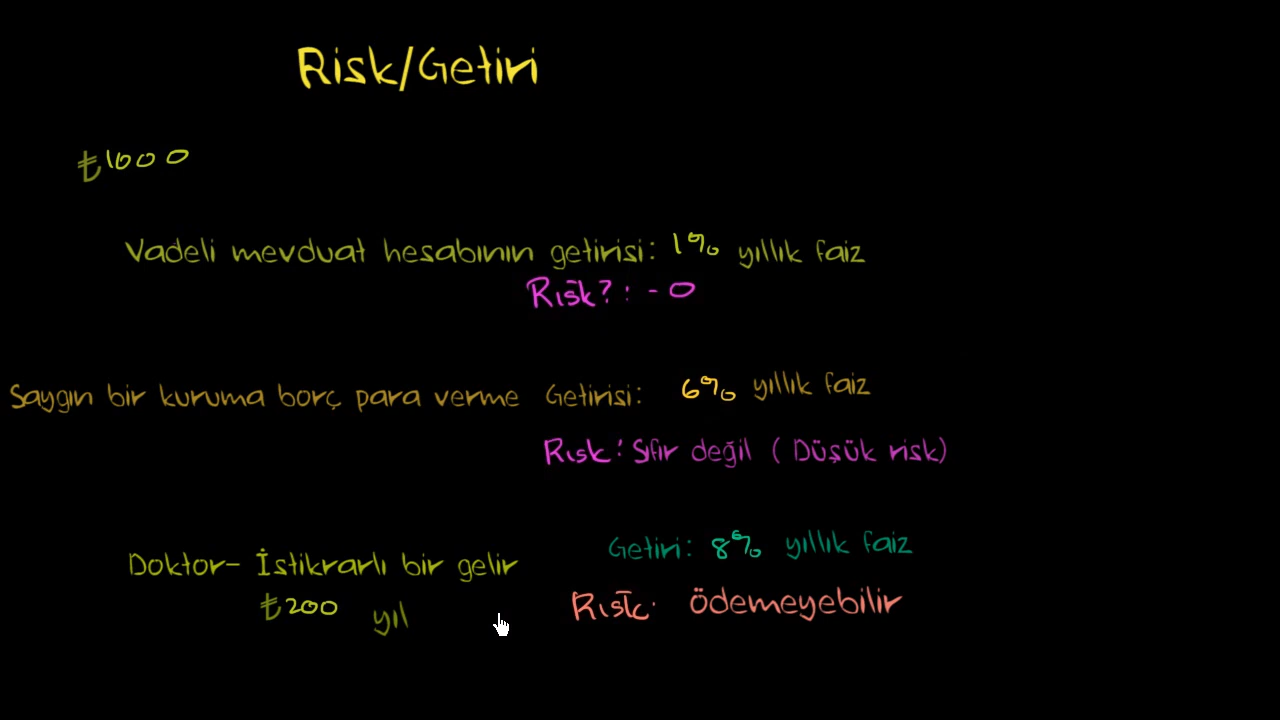 Risk/Getiri
₺1000
Vadeli mevduat hesabının getirisi: 1% yıllık faiz
Risk?: - 0
Saygın bir kuruma borç para verme Getirisi: 6% yıllık faiz
Risk: Sıfır değil ( Düşük risk)
Getiri: 8% yıllık faiz
Doktor- İstikrarlı bir gelir
₺200 yıl
Risk: ödemeyebilir